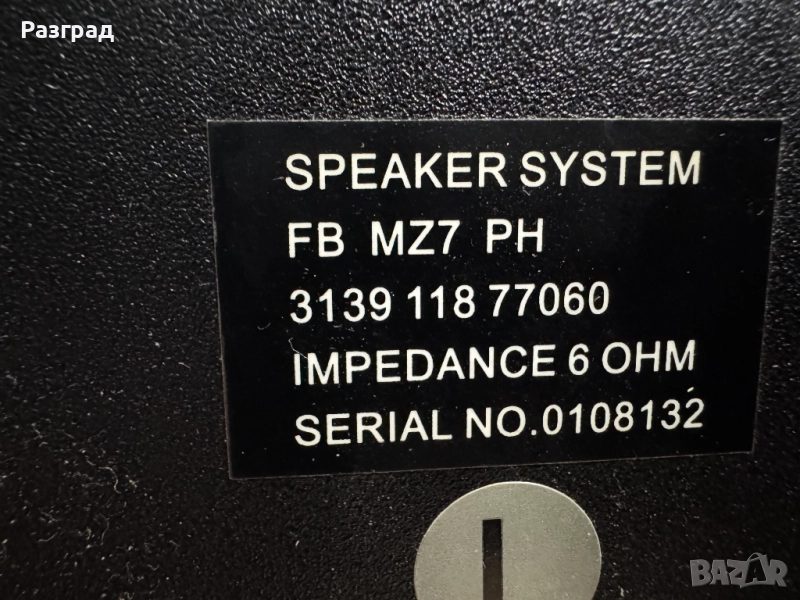 Разград
SPEAKER SYSTEM
FB MZ7 PH
3139 118 77060
IMPEDANCE 6 OHM
SERIAL NO.0108132
L
BAZAR